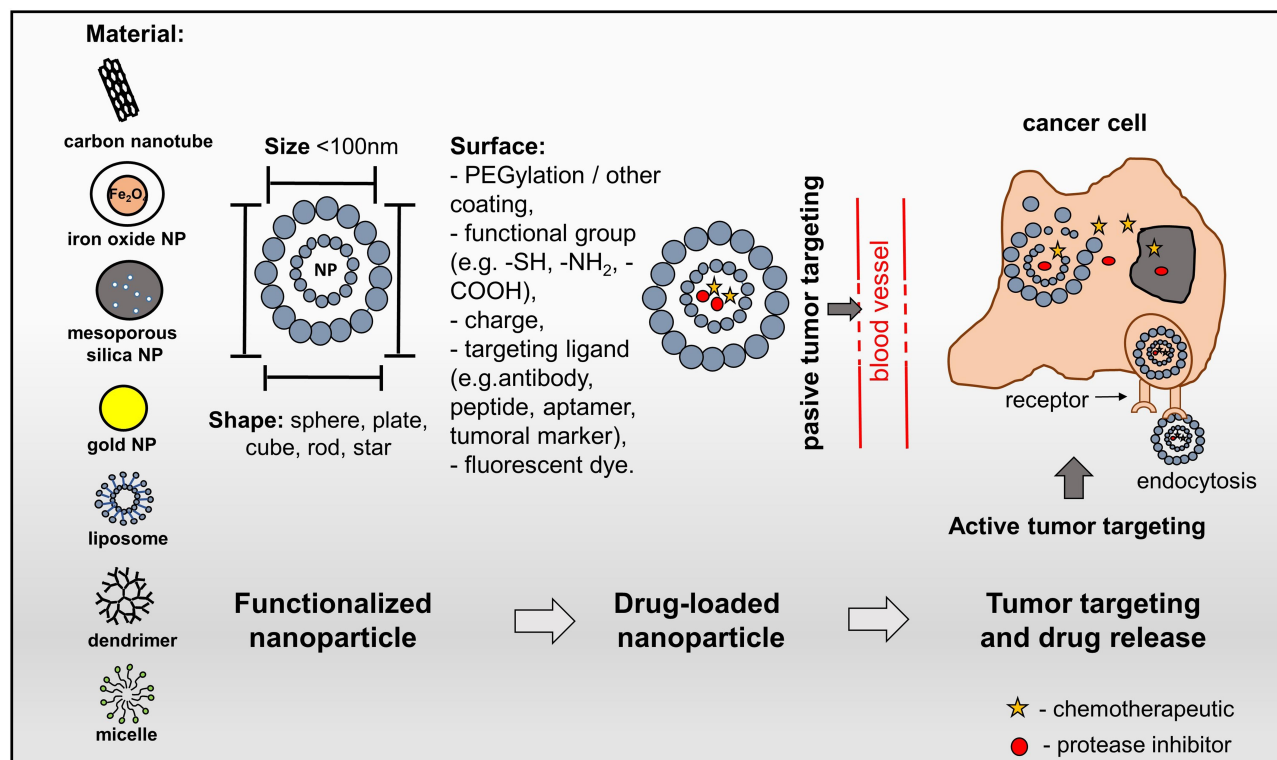 Material:
carbon nanotube
Fe₂O
iron oxide NP
mesoporous
silica NP
gold NP
liposome
dendrimer
micelle
Size <100nm
NP
Shape: sphere, plate,
cube, rod, star
Surface:
- PEGylation / other
coating,
- functional group
(e.g. -SH, -NH₂, -
COOH),
- charge,
- targeting ligand
(e.g.antibody,
peptide, aptamer,
tumoral marker),
- fluorescent dye.
pasive tumor targeting
blood vessel
cancer cell
receptor
endocytosis
Active tumor targeting
Functionalized
nanoparticle
Drug-loaded
nanoparticle
Tumor targeting
and drug release
- chemotherapeutic
- protease inhibitor